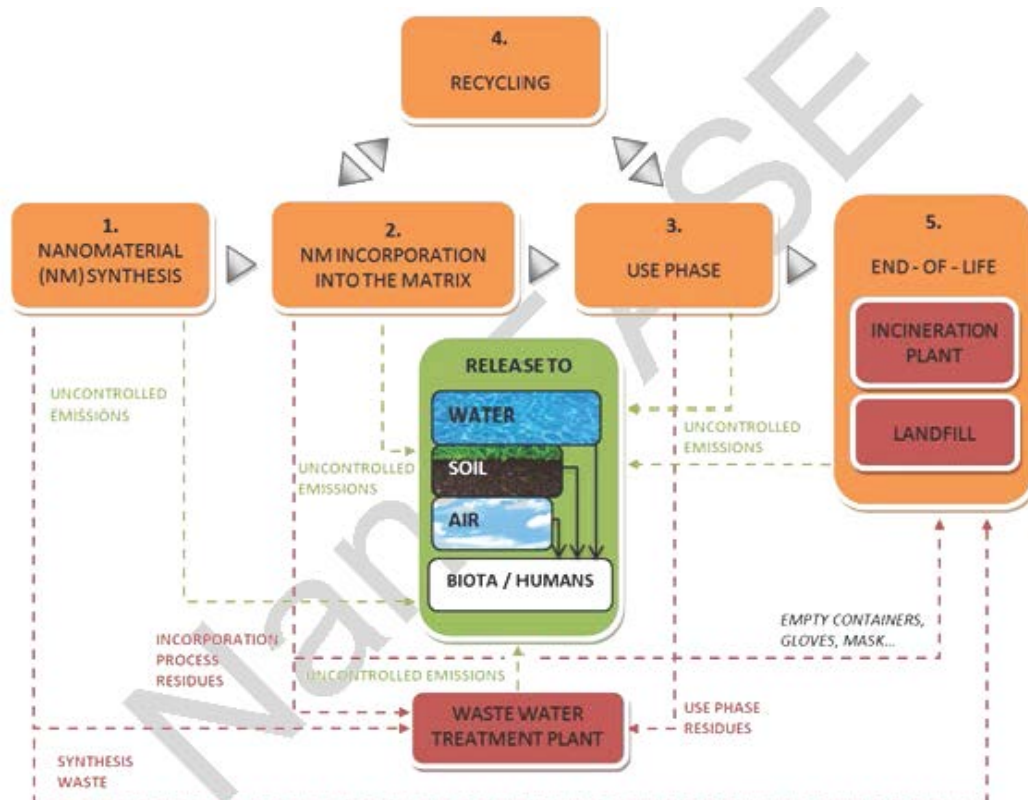 4.
RECYCLING
1.
NANOMATERIAL
(NM) SYNTHESIS
2.
NM INCORPORATION
INTO THE MATRIX
3.
USE PHASE
5.
END - OF - LIFE
INCINERATION
PLANT
LANDFILL
RELEASE TO
WATER
SOIL
AIR
BIOTA / HUMANS
UNCONTROLLED
EMISSIONS
UNCONTROLLED
EMISSIONS
UNCONTROLLED
EMISSIONS
EMPTY CONTAINERS,
GLOVES, MASK...
INCORPORATION
PROCESS
RESIDUES
UNCONTROLLED EMISSIONS
WASTE WATER
TREATMENT PLANT
USE PHASE
RESIDUES
SYNTHESIS
WASTE